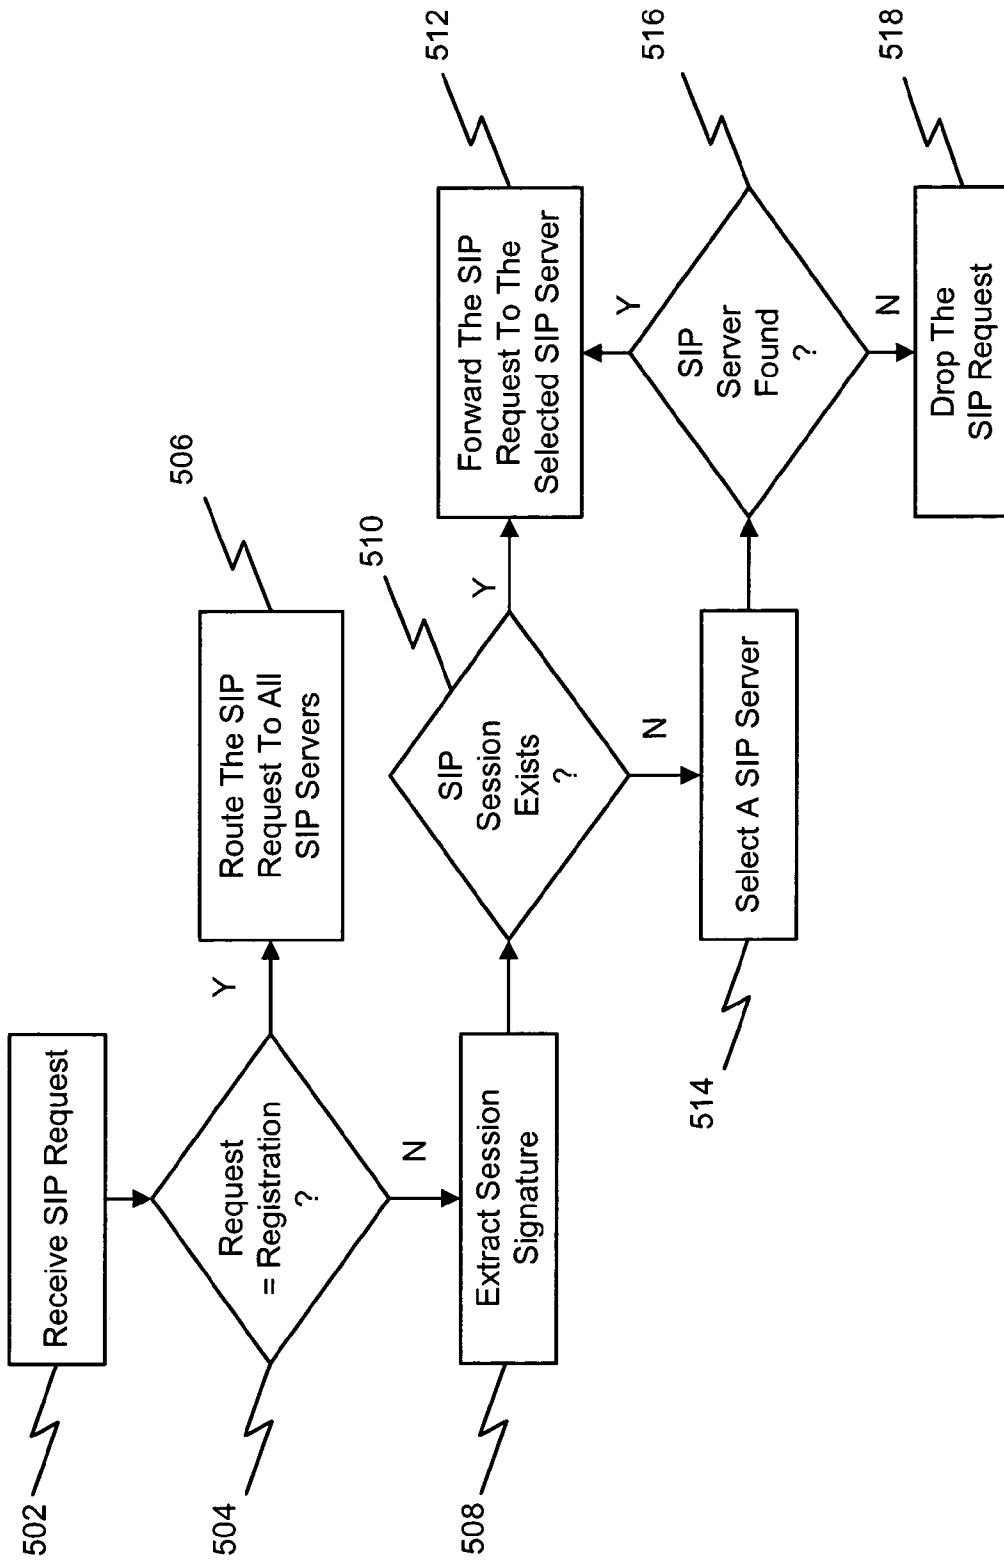 502
Receive SIP Request
504
Request
= Registration
?
Y
N
506
Route The SIP
Request To All
SIP Servers
508
Extract Session
Signature
510
SIP
Session
Exists
?
Y
N
512
Forward The SIP
Request To The
Selected SIP Server
514
Select A SIP Server
516
SIP
Server
Found
?
Y
N
518
Drop The
SIP Request